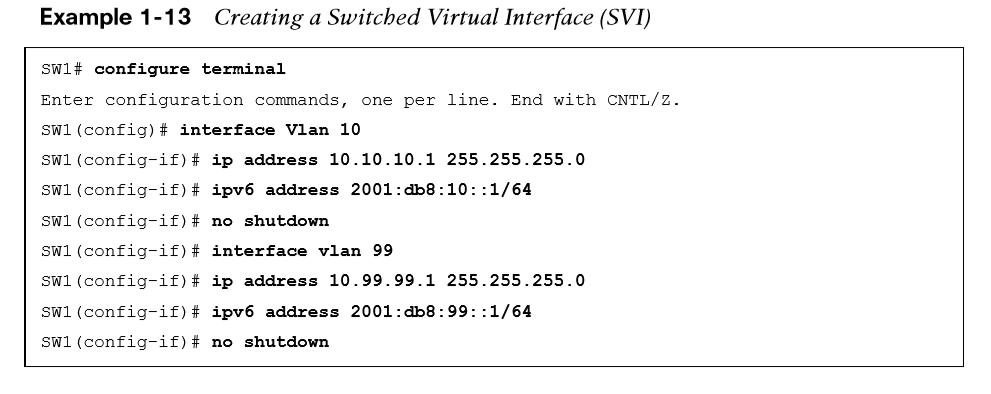 Example 1-13 Creating a Switched Virtual Interface (SVI)
SW1# configure terminal
Enter configuration commands, one per line. End with CNTL/Z.
SW1(config)# interface Vlan 10
SW1(config-if)# ip address 10.10.10.1 255.255.255.0
SW1(config-if)# ipv6 address 2001:db8:10::1/64
SW1(config-if)# no shutdown
SW1(config-if)# interface vlan 99
SW1(config-if)# ip address 10.99.99.1 255.255.255.0
SW1(config-if)# ipv6 address 2001:db8:99::1/64
SW1(config-if)# no shutdown